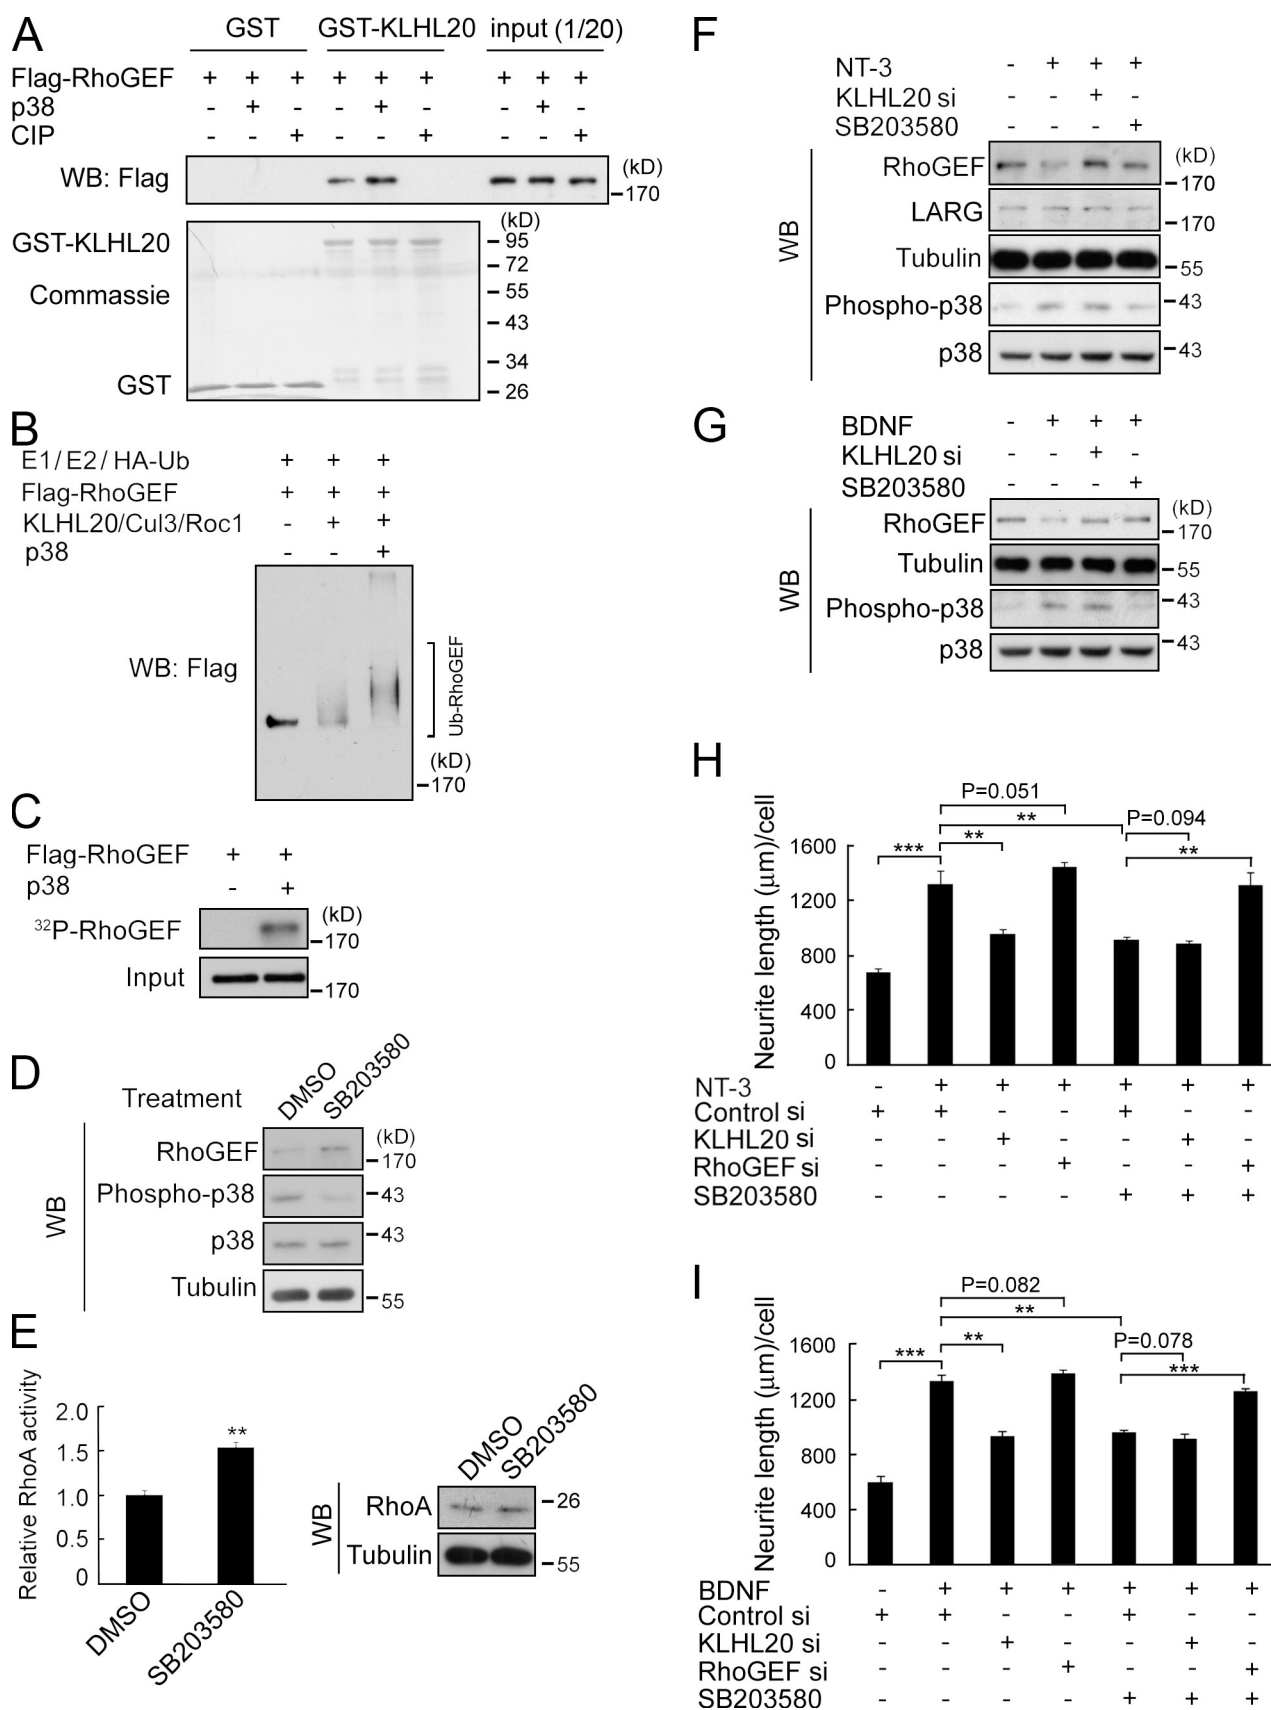 A
GST GST-KLHL20 input (1/20)
Flag-RhoGEF + + + + + + + + +
p38 - + - - + - - + -
CIP - - + - - + - - +
WB: Flag
(kD)
170
(kD)
GST-KLHL20
Commassie
GST
95
72
55
43
34
26
B
E1/E2/HA-Ub + + +
Flag-RhoGEF + + +
KLHL20/Cul3/Roc1 - + +
p38 - - +
WB: Flag
Ub-RhoGEF
(kD)
170
C
Flag-RhoGEF + +
p38 - +
32P-RhoGEF
(kD)
170
Input
170
D
Treatment DMSO SB203580
WB
RhoGEF
(kD)
170
Phospho-p38 43
p38 43
Tubulin 55
E
Relative RhoA activity
2.0
1.5
1.0
0.5
0
**
DMSO
SB203580
DMSO SB203580
WB
RhoA 26
Tubulin 55
F
NT-3 - + + +
KLHL20 si - - + -
SB203580 - - - +
WB
RhoGEF
(kD)
170
LARG 170
Tubulin 55
Phospho-p38 43
p38 43
G
BDNF - + + +
KLHL20 si - - + -
SB203580 - - - +
WB
RhoGEF
(kD)
170
Tubulin 55
Phospho-p38 43
p38 43
H
Neurite length (μm)/cell
1600
1200
800
400
0
P=0.051
**
P=0.094
*** ** **
NT-3 - + + + + + +
Control si + + - - + - -
KLHL20 si - - + - - + -
RhoGEF si - - - + - - +
SB203580 - - - - + + +
I
Neurite length (μm)/cell
1600
1200
800
400
0
P=0.082
**
P=0.078
*** ** ***
BDNF - + + + + + +
Control si + + - - + - -
KLHL20 si - - + - - + -
RhoGEF si - - - + - - +
SB203580 - - - - + + +